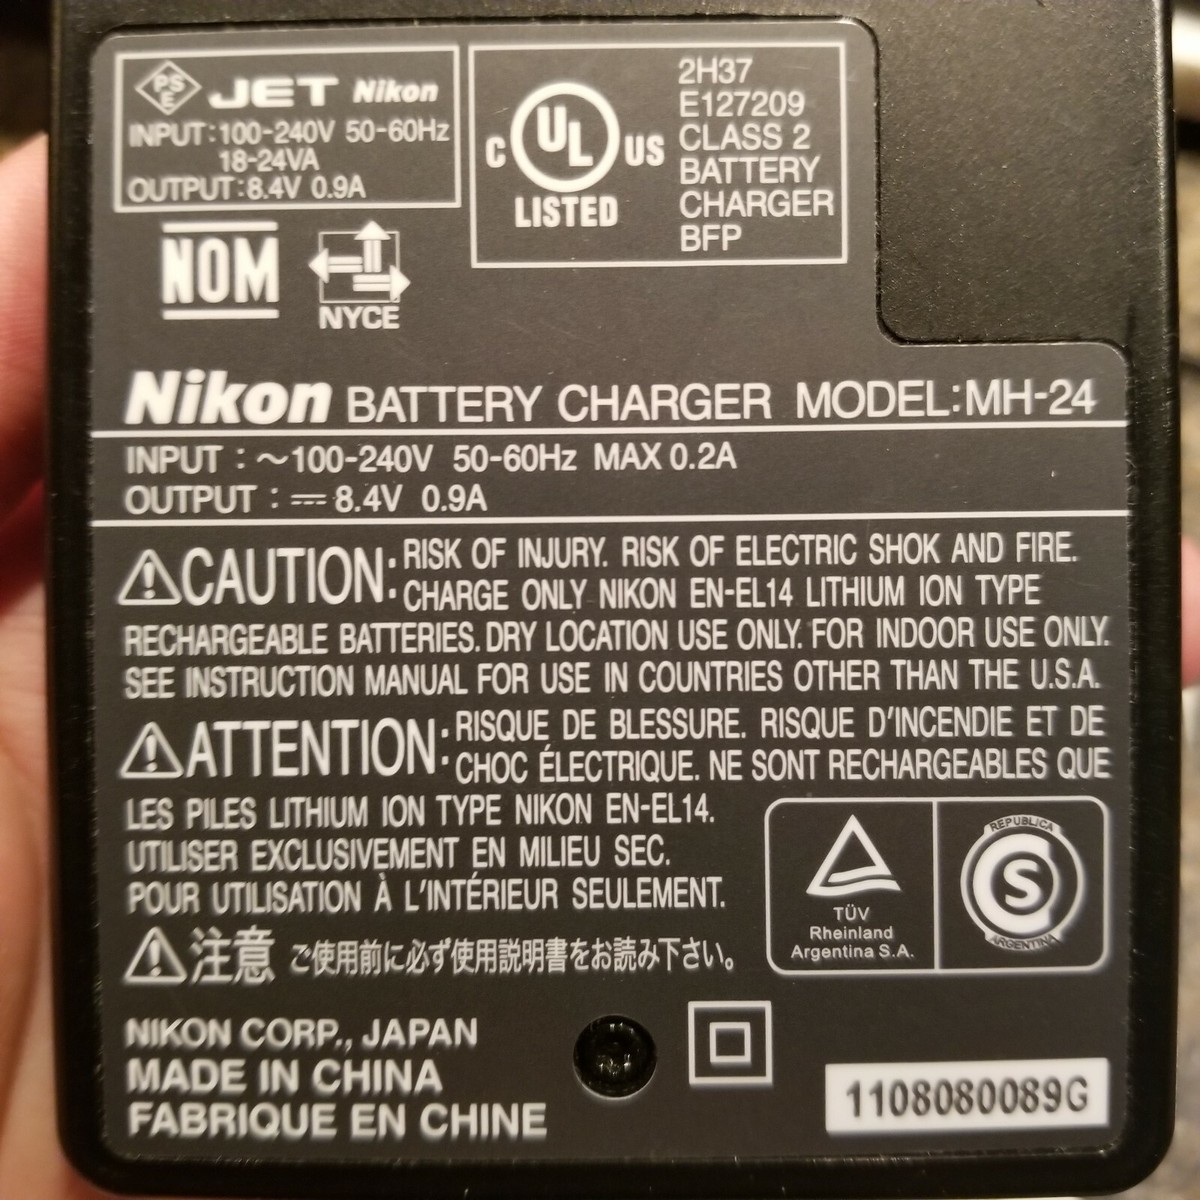 PSE JET Nikon
INPUT:100-240V 50-60Hz
18-24VA
OUTPUT:8.4V 0.9A
C UL US
LISTED
2H37
E127209
CLASS 2
BATTERY
CHARGER
BFP
NOM
NYCE
Nikon BATTERY CHARGER MODEL:MH-24
INPUT : ~100-240V 50-60Hz MAX 0.2A
OUTPUT : ⎓ 8.4V 0.9A
⚠CAUTION: RISK OF INJURY. RISK OF ELECTRIC SHOK AND FIRE.
CHARGE ONLY NIKON EN-EL14 LITHIUM ION TYPE
RECHARGEABLE BATTERIES. DRY LOCATION USE ONLY. FOR INDOOR USE ONLY.
SEE INSTRUCTION MANUAL FOR USE IN COUNTRIES OTHER THAN THE U.S.A.
⚠ATTENTION: RISQUE DE BLESSURE. RISQUE D'INCENDIE ET DE
CHOC ÉLECTRIQUE. NE SONT RECHARGEABLES QUE
LES PILES LITHIUM ION TYPE NIKON EN-EL14.
UTILISER EXCLUSIVEMENT EN MILIEU SEC.
POUR UTILISATION À L'INTÉRIEUR SEULEMENT.
⚠注意 ご使用前に必ず使用説明書をお読み下さい。
TÜV
Rheinland
Argentina S.A.
REPUBLICA
S
ARGENTINA
NIKON CORP., JAPAN
MADE IN CHINA
FABRIQUE EN CHINE
1108080089G